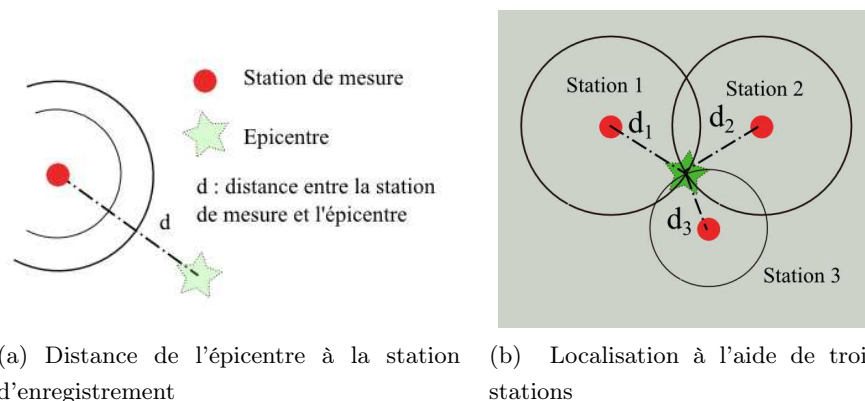 Station de mesure
Epicentre
d : distance entre la station
de mesure et l'épicentre
d
Station 1
Station 2
d1
d2
d3
Station 3
(a) Distance de l'épicentre à la station
d'enregistrement
(b) Localisation à l'aide de troi
stations